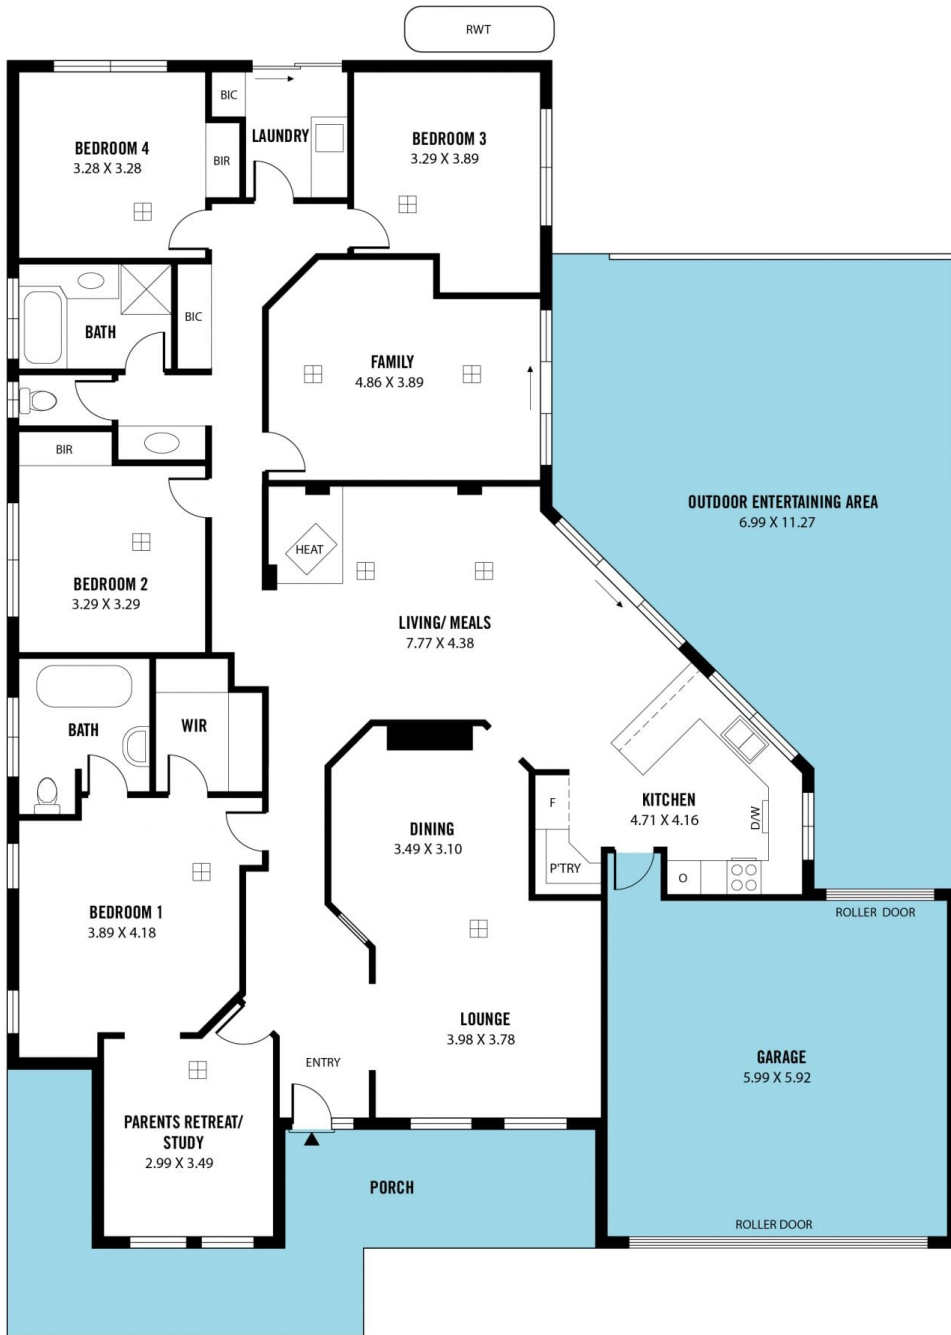 RWT
BIC
LAUNDRY
BEDROOM 4
3.28 X 3.28
BIR
BEDROOM 3
3.29 X 3.89
BATH
BIC
FAMILY
4.86 X 3.89
BIR
OUTDOOR ENTERTAINING AREA
6.99 X 11.27
HEAT
BEDROOM 2
3.29 X 3.29
LIVING/ MEALS
7.77 X 4.38
BATH
WIR
KITCHEN
4.71 X 4.16
F
D/W
DINING
3.49 X 3.10
P'TRY
O
BEDROOM 1
3.89 X 4.18
ROLLER DOOR
LOUNGE
3.98 X 3.78
ENTRY
GARAGE
5.99 X 5.92
PARENTS RETREAT/
STUDY
2.99 X 3.49
PORCH
ROLLER DOOR